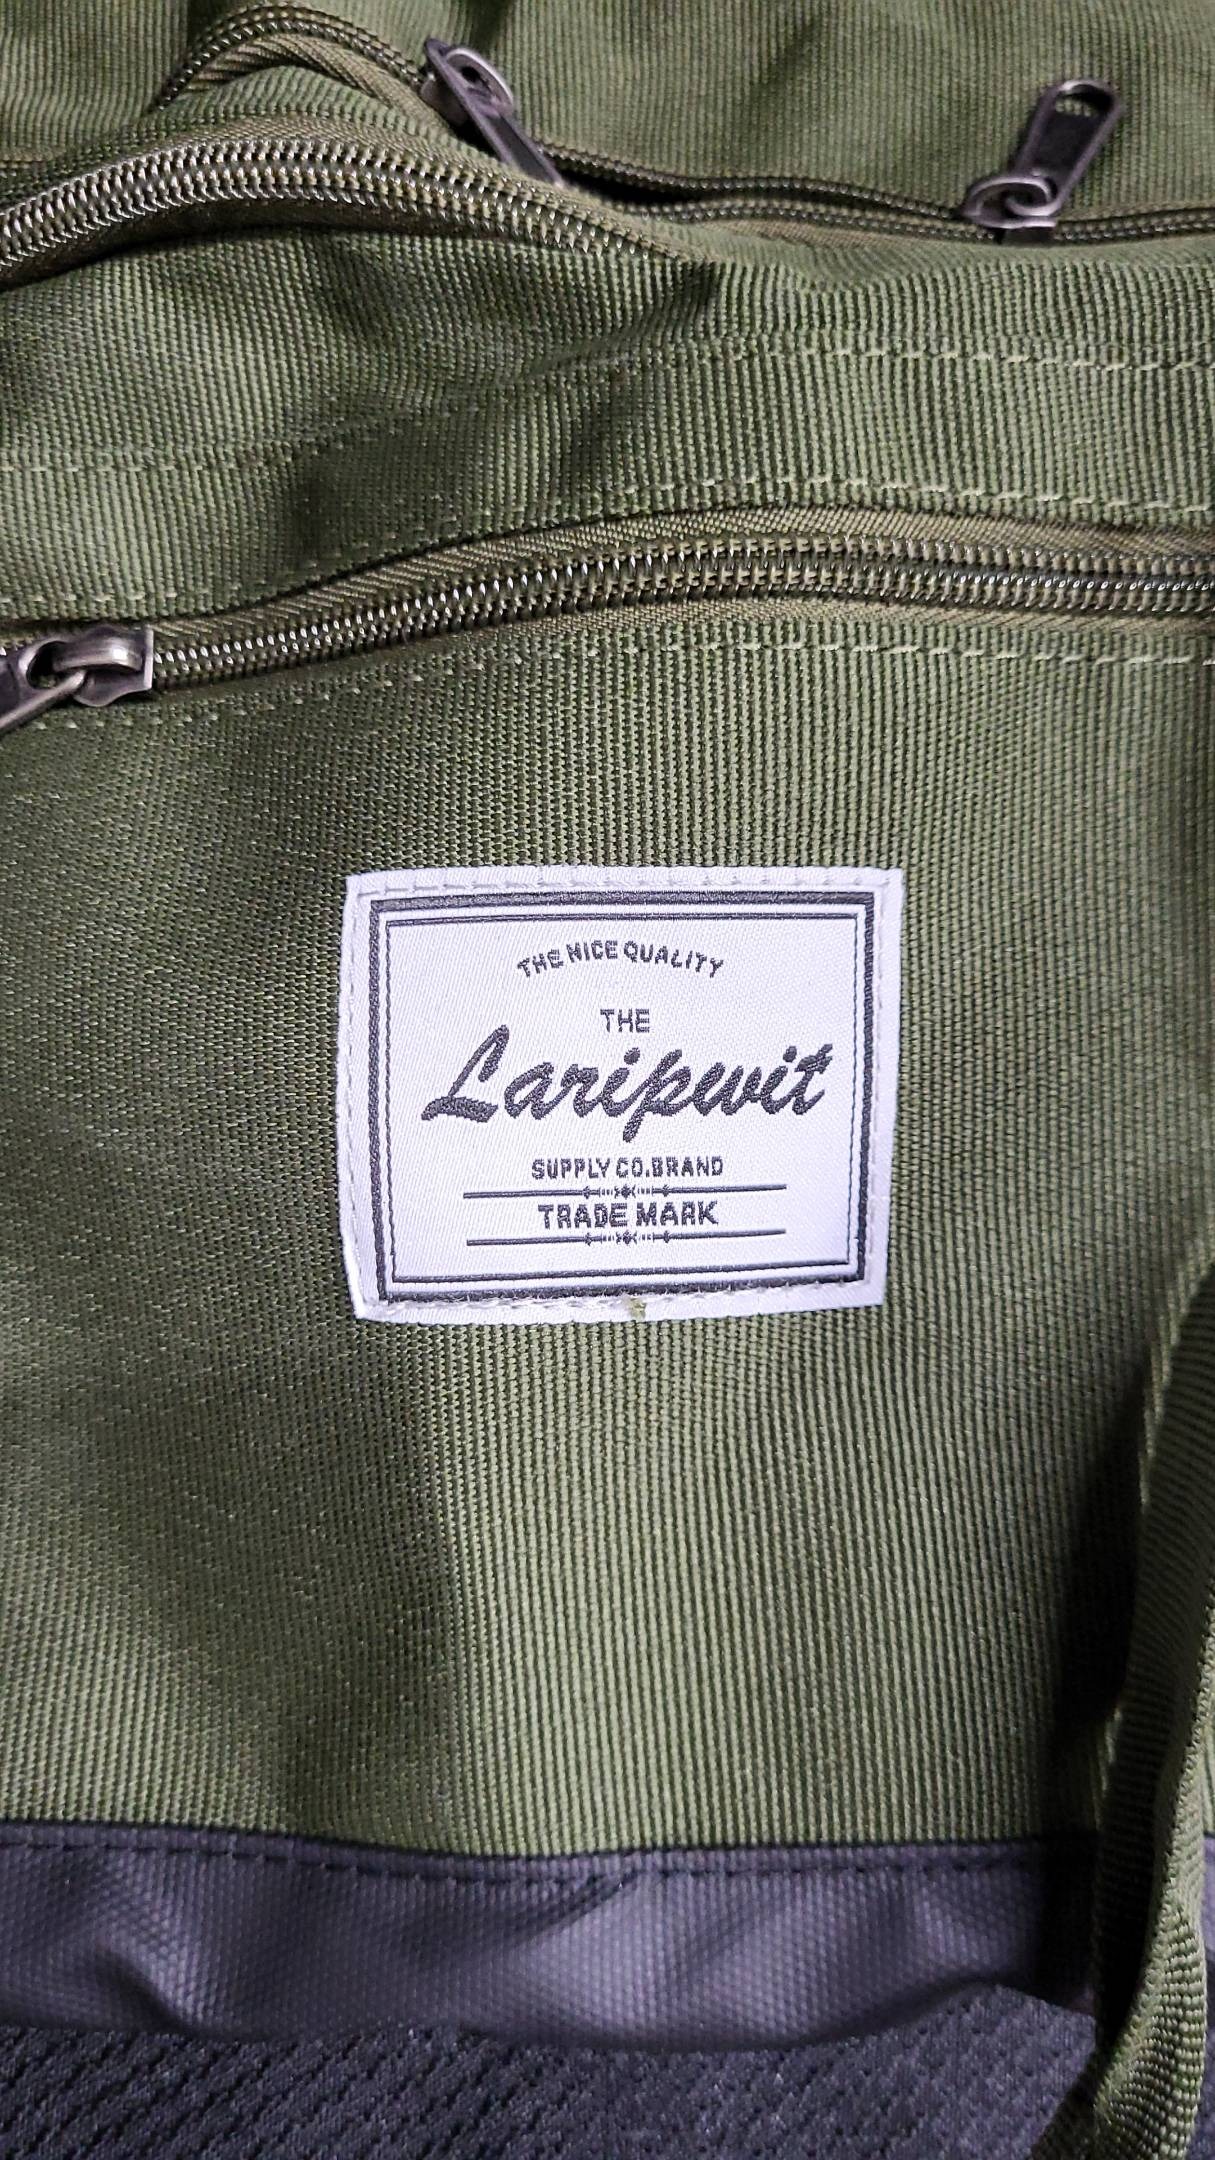 THE NICE QUALITY
THE
Laripwit
SUPPLY CO.BRAND
TRADE MARK